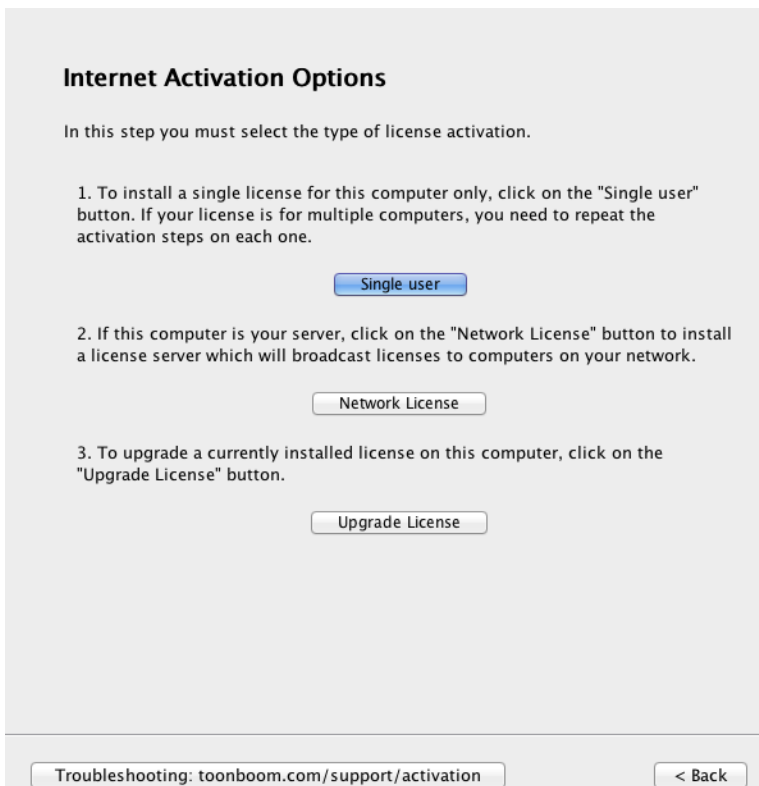 Internet Activation Options
In this step you must select the type of license activation.
1. To install a single license for this computer only, click on the "Single user"
button. If your license is for multiple computers, you need to repeat the
activation steps on each one.
Single user
2. If this computer is your server, click on the "Network License" button to install
a license server which will broadcast licenses to computers on your network.
Network License
3. To upgrade a currently installed license on this computer, click on the
"Upgrade License" button.
Upgrade License
Troubleshooting: toonboom.com/support/activation
< Back